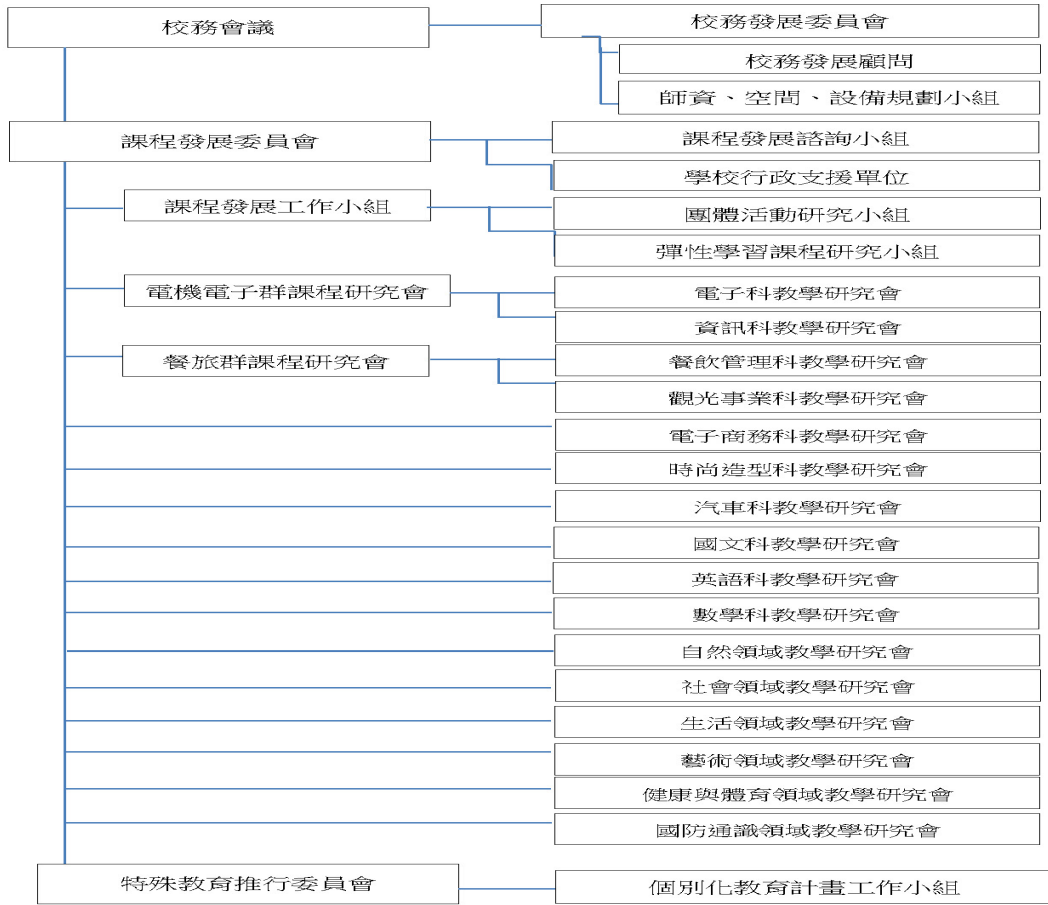 校務會議
校務發展委員會
校務發展顧問
師資、空間、設備規劃小組
課程發展委員會
課程發展諮詢小組
學校行政支援單位
課程發展工作小組
團體活動研究小組
彈性學習課程研究小組
電機電子群課程研究會
電子科教學研究會
資訊科教學研究會
餐旅群課程研究會
餐飲管理科教學研究會
觀光事業科教學研究會
電子商務科教學研究會
時尚造型科教學研究會
汽車科教學研究會
國文科教學研究會
英語科教學研究會
數學科教學研究會
自然領域教學研究會
社會領域教學研究會
生活領域教學研究會
藝術領域教學研究會
健康與體育領域教學研究會
國防通識領域教學研究會
特殊教育推行委員會
個別化教育計畫工作小組